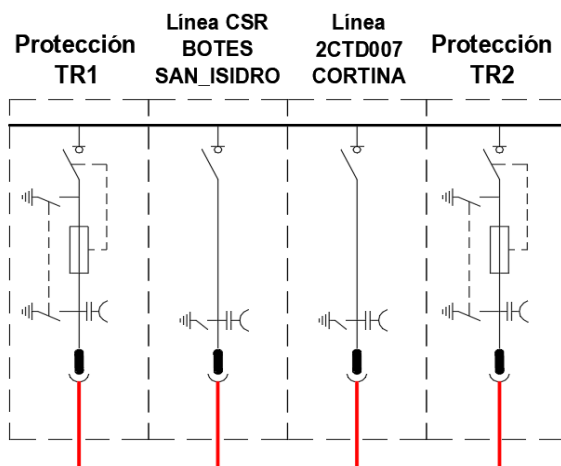 Protección
TR1
Línea CSR
BOTES
SAN_ISIDRO
Línea
2CTD007
CORTINA
Protección
TR2